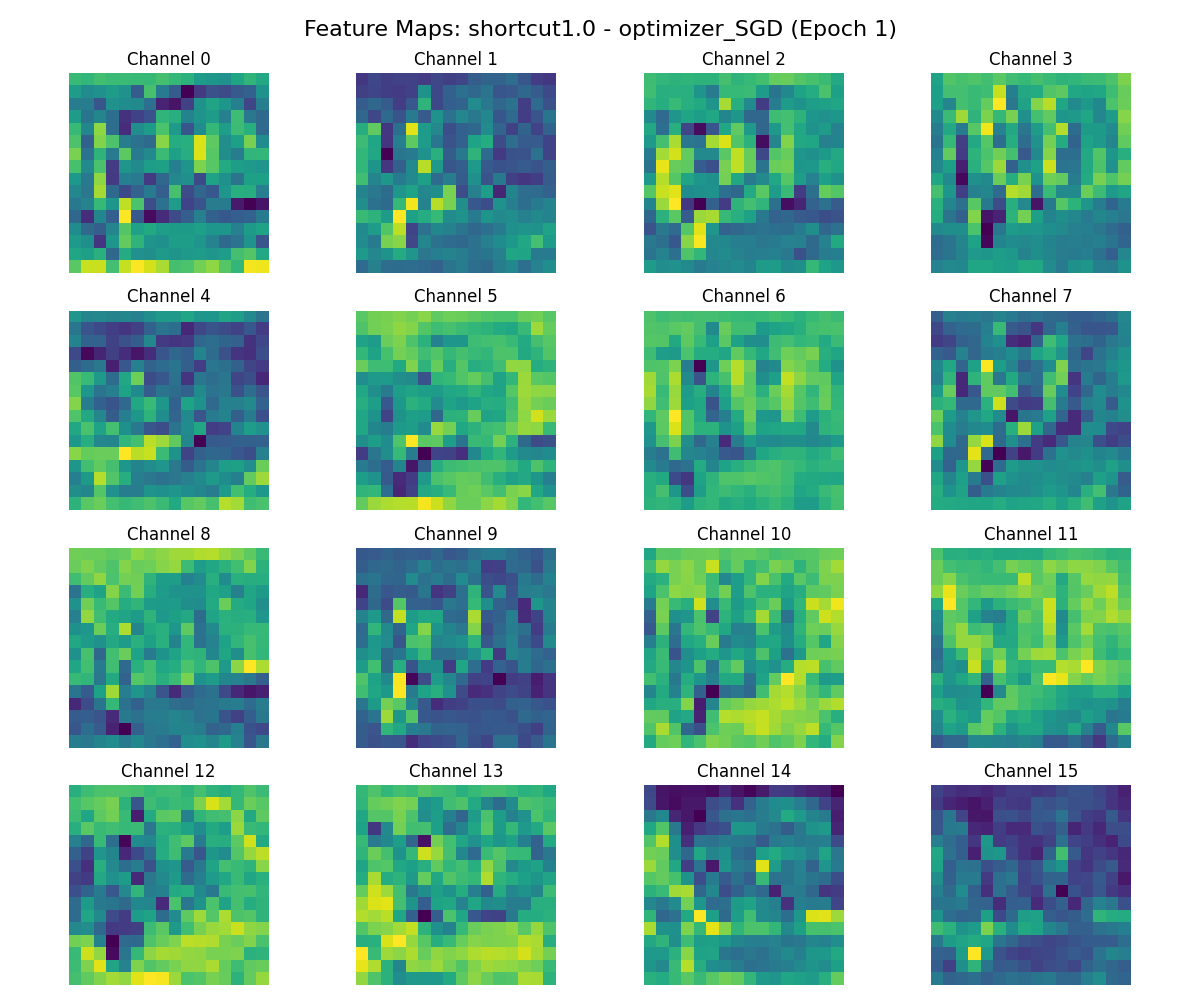 Feature Maps: shortcut1.0 - optimizer_SGD (Epoch 1)
Channel 0 Channel 1 Channel 2 Channel 3
Channel 4 Channel 5 Channel 6 Channel 7
Channel 8 Channel 9 Channel 10 Channel 11
Channel 12 Channel 13 Channel 14 Channel 15